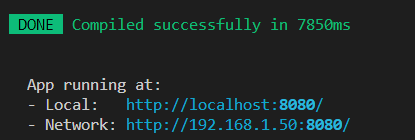 DONE Compiled successfully in 7850ms
App running at:
- Local: http://localhost:8080/
- Network: http://192.168.1.50:8080/